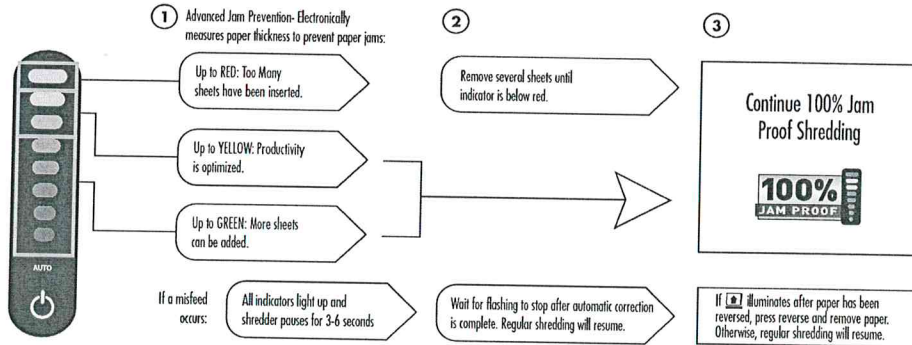 1 Advanced Jam Prevention- Electronically
measures paper thickness to prevent paper jams:
Up to RED: Too Many
sheets have been inserted.
Up to YELLOW: Productivity
is optimized.
Up to GREEN: More sheets
can be added.
2
Remove several sheets until
indicator is below red.
3
Continue 100% Jam
Proof Shredding
100%
JAM PROOF
AUTO
If a misfeed
occurs:
All indicators light up and
shredder pauses for 3-6 seconds
Wait for flashing to stop after automatic correction
is complete. Regular shredding will resume.
If illuminates after paper has been
reversed, press reverse and remove paper.
Otherwise, regular shredding will resume.